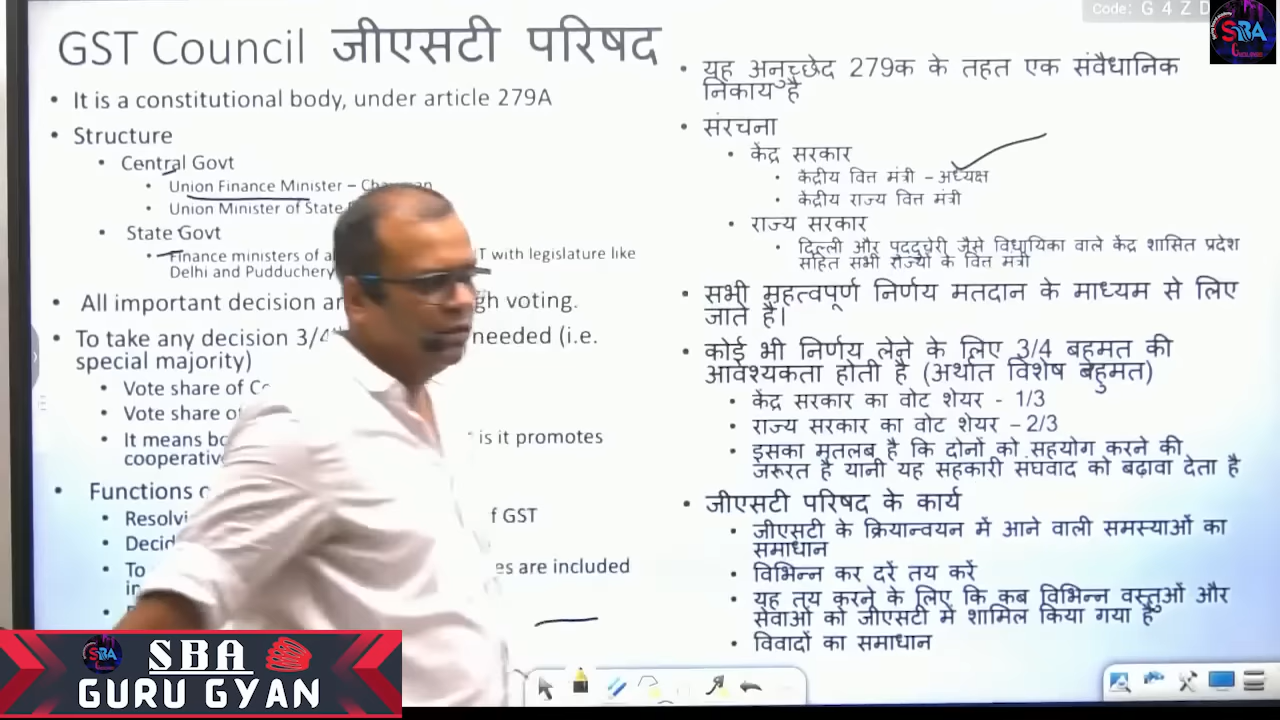 Code: G 4 Z D
SBA
GST Council जीएसटी परिषद
It is a constitutional body, under article 279A
Structure
Central Govt
Union Finance Minister –
Union Minister of State
State Govt
Finance ministers of
T with legislature like
Delhi and Pudduchery
All important decision
voting.
To take any decision 3/4
needed (i.e.
special majority)
Vote share of
Vote share
It means
is it promotes
Functions
f GST
es are included
To
यह अनुच्छेद 279क के तहत एक संवैधानिक
निकाय है
संरचना
केंद्र सरकार
केंद्रीय वित्त मंत्री – अध्यक्ष
केंद्रीय राज्य वित्त मंत्री
राज्य सरकार
दिल्ली और पुददुचेरी जैसे विधायिका वाले केंद्र शासित प्रदेश
सहित सभी राज्यों के वित्त मंत्री
सभी महत्वपूर्ण निर्णय मतदान के माध्यम से लिए
जाते हैं।
कोई भी निर्णय लेने के लिए 3/4 बहुमत की
आवश्यकता होती है (अर्थात विशेष बहुमत)
केंद्र सरकार का वोट शेयर - 1/3
राज्य सरकार का वोट शेयर – 2/3
इसका मतलब है कि दोनों को सहयोग करने की
जरूरत है यानी यह सहकारी संघवाद को बढ़ावा देता है
जीएसटी परिषद के कार्य
जीएसटी के क्रियान्वयन में आने वाली समस्याओं का
समाधान
विभिन्न कर दरें तय करें
यह तय करने के लिए कि कब विभिन्न वस्तुओं और
सेवाओं को जीएसटी में शामिल किया गया है
विवादों का समाधान
SBA
SBA
GURU GYAN